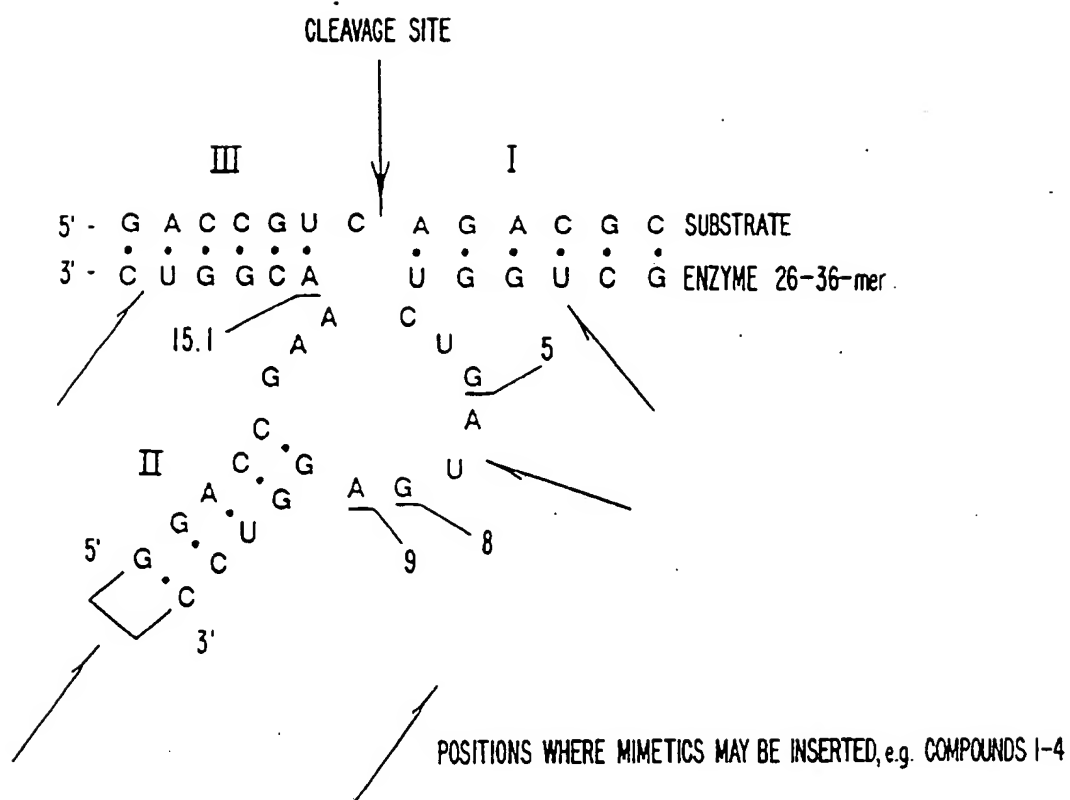 CLEAVAGE SITE
III I
5' - G A C C G U C A G A C G C SUBSTRATE
3' - C U G G C A U G G U C G ENZYME 26-36-mer
A C
15.1 A U 5
G G
C A
II C G U
A G A G
G U 9 8
5' G C
C
3'
POSITIONS WHERE MIMETICS MAY BE INSERTED, e.g. COMPOUNDS 1-4